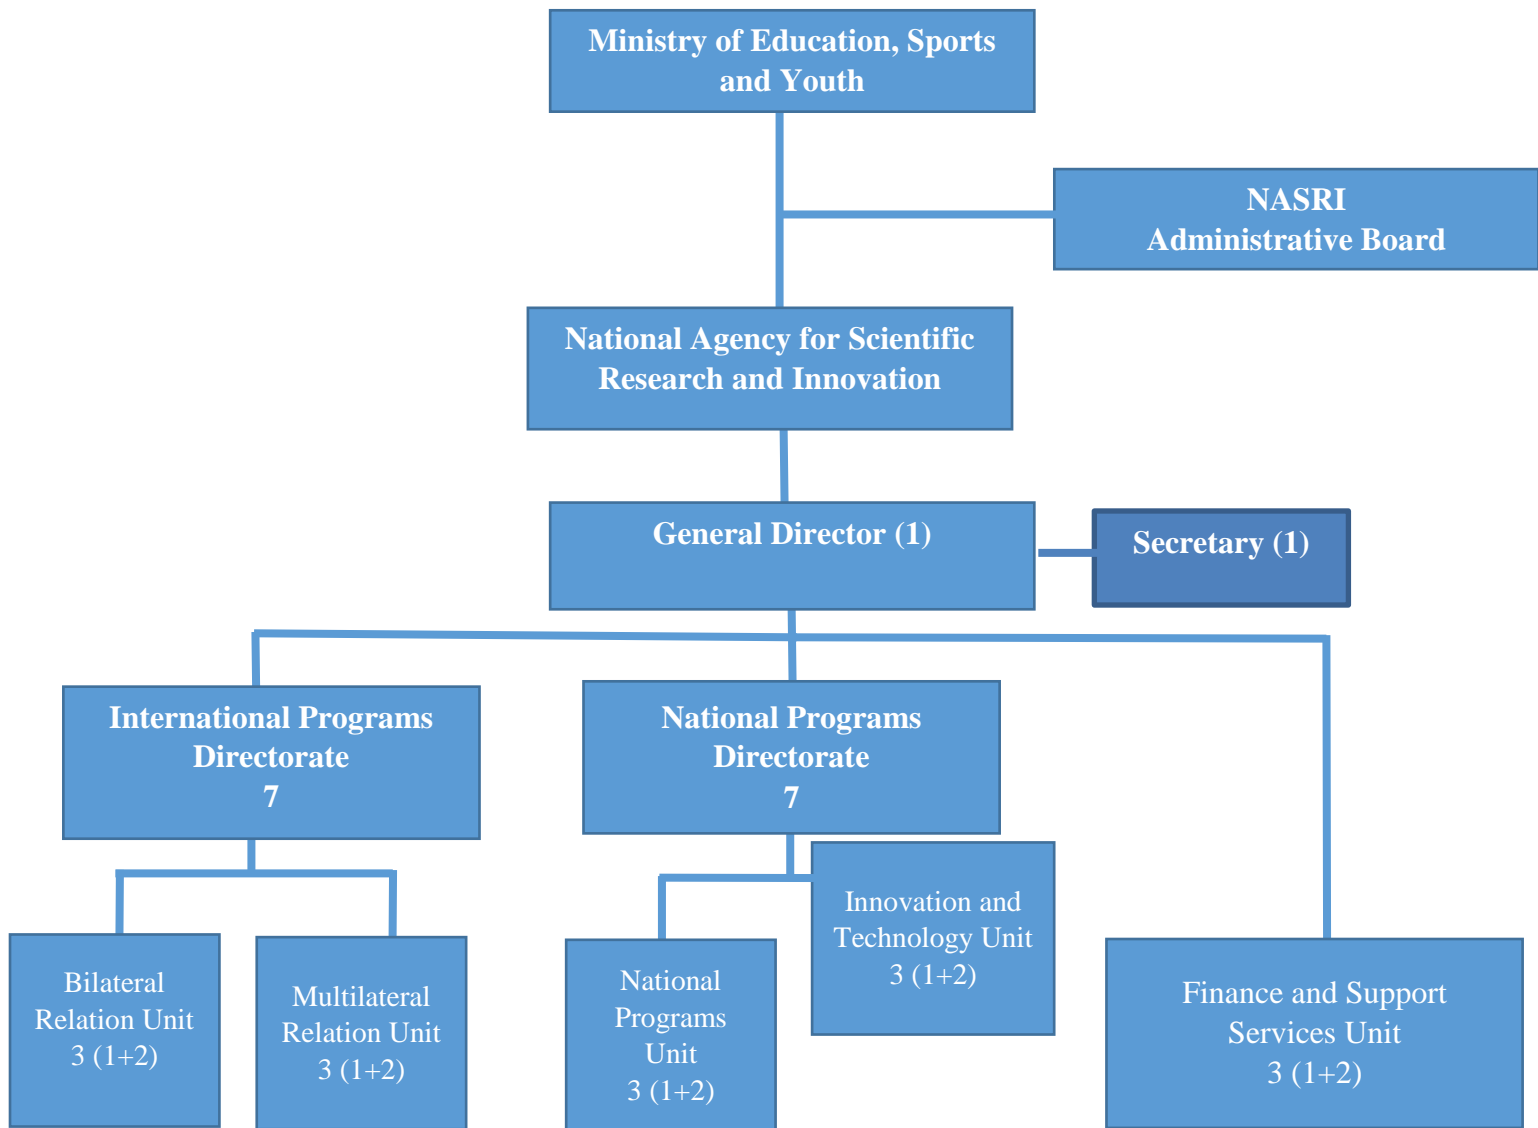 Ministry of Education, Sports
and Youth
NASRI
Administrative Board
National Agency for Scientific
Research and Innovation
General Director (1)
Secretary (1)
International Programs
Directorate
7
National Programs
Directorate
7
Bilateral
Relation Unit
3 (1+2)
Multilateral
Relation Unit
3 (1+2)
National
Programs
Unit
3 (1+2)
Innovation and
Technology Unit
3 (1+2)
Finance and Support
Services Unit
3 (1+2)